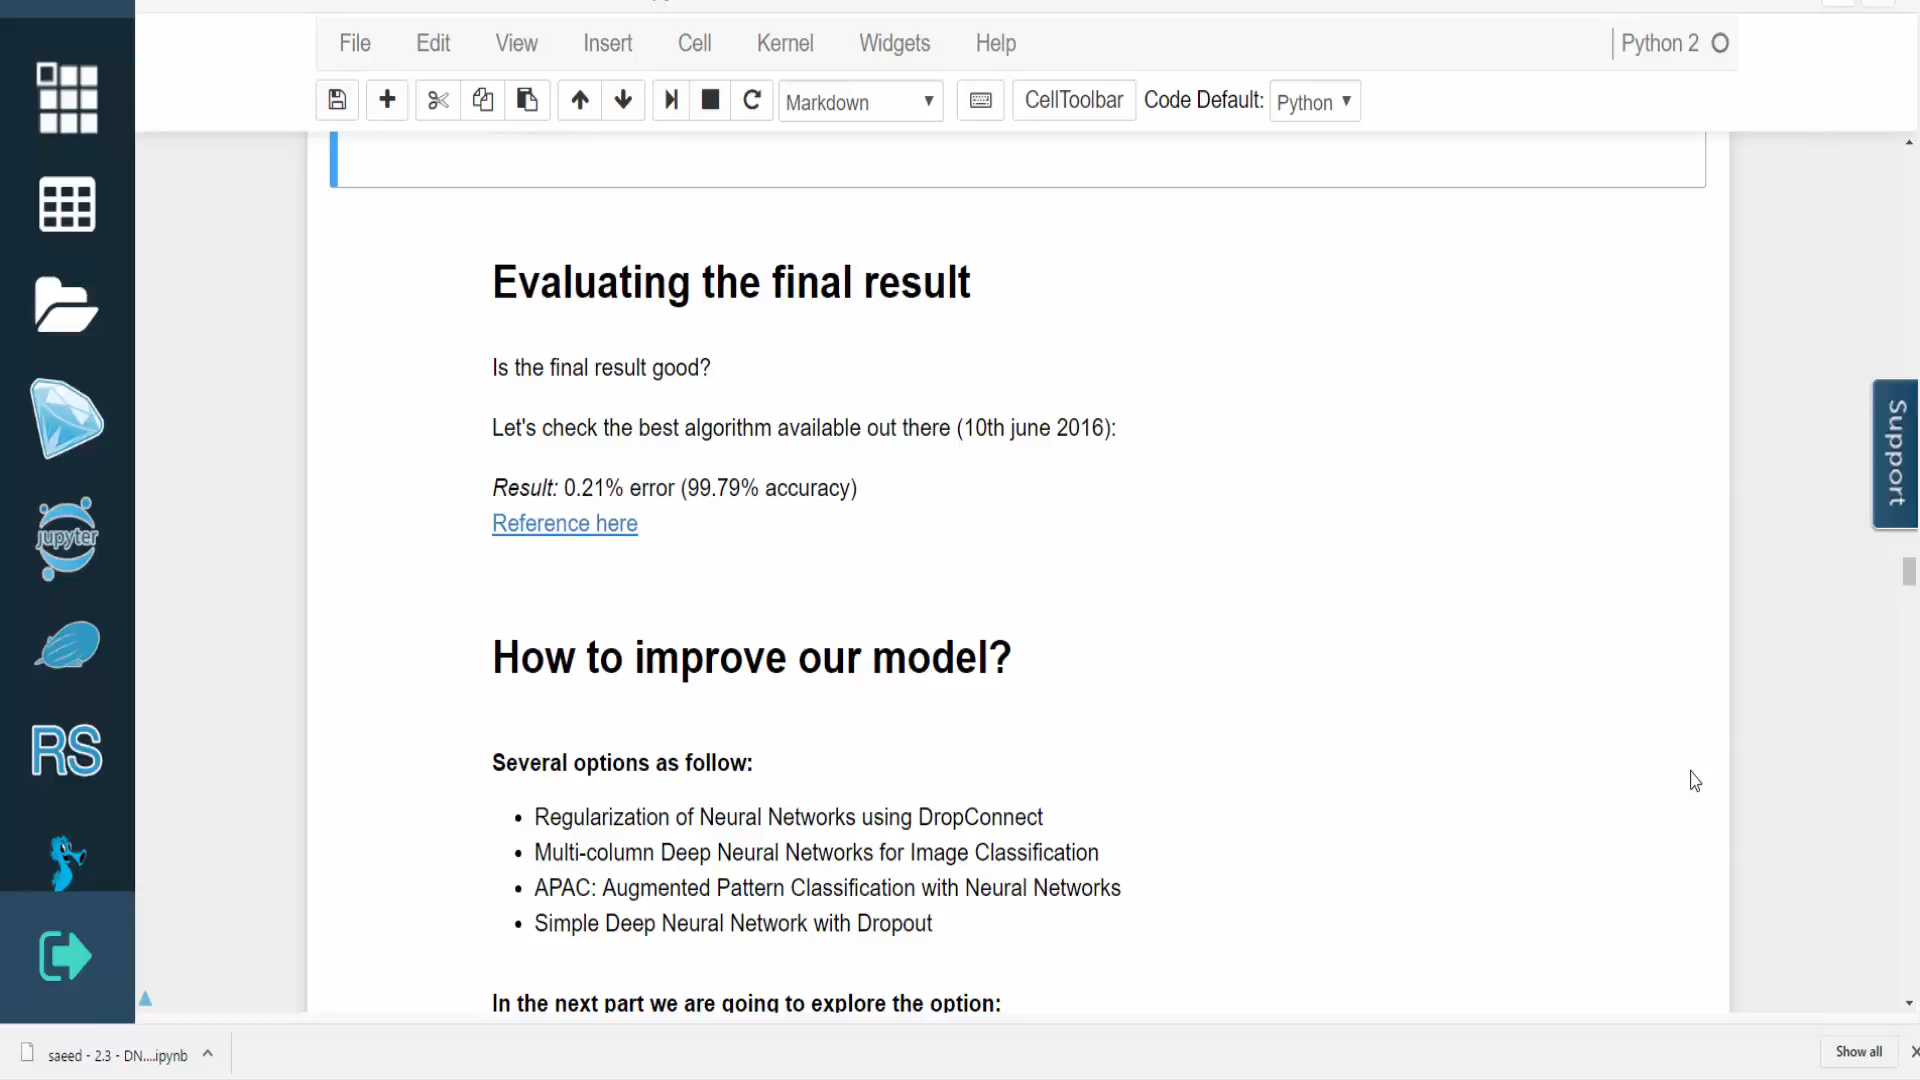 File Edit View Insert Cell Kernel Widgets Help Python 2
Markdown CellToolbar Code Default: Python
Evaluating the final result
Is the final result good?
Let's check the best algorithm available out there (10th june 2016):
Result: 0.21% error (99.79% accuracy)
Reference here
Support
jupyter
How to improve our model?
RS
Several options as follow:
Regularization of Neural Networks using DropConnect
Multi-column Deep Neural Networks for Image Classification
APAC: Augmented Pattern Classification with Neural Networks
Simple Deep Neural Network with Dropout
In the next part we are going to explore the option:
saeed - 2.3 - DN....ipynb
Show all